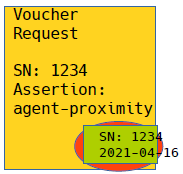 Voucher
Request
SN: 1234
Assertion:
agent-proximity
SN: 1234
2021-04-16